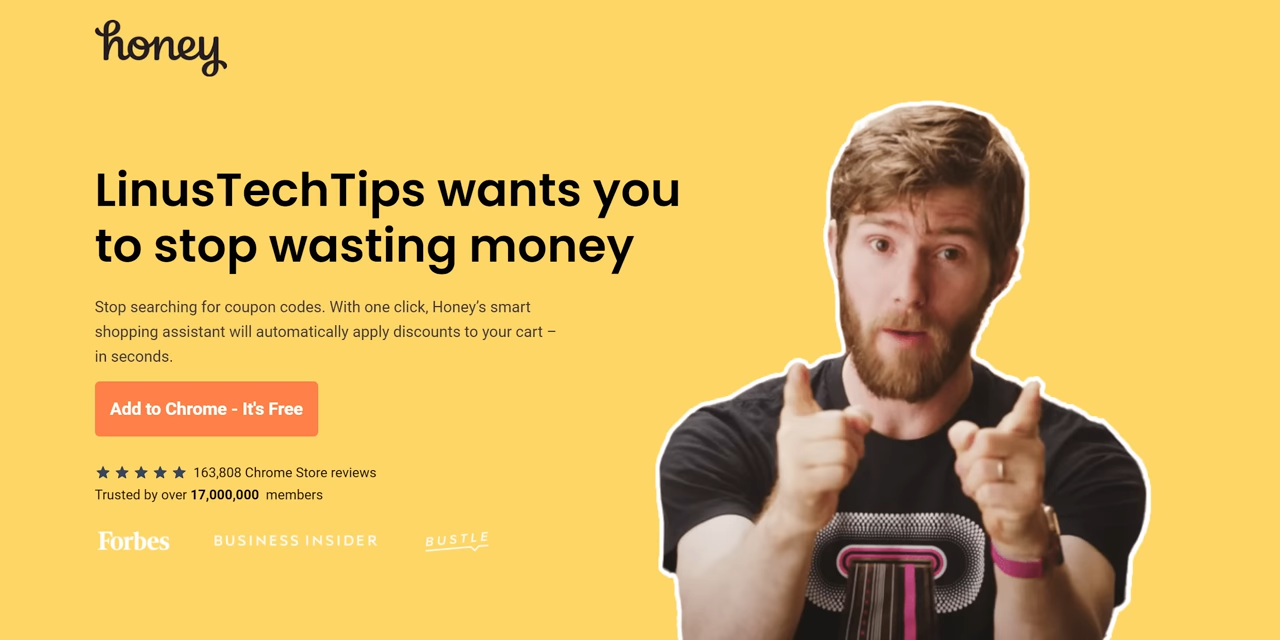 honey
LinusTechTips wants you
to stop wasting money
Stop searching for coupon codes. With one click, Honey’s smart
shopping assistant will automatically apply discounts to your cart –
in seconds.
Add to Chrome - It's Free
163,808 Chrome Store reviews
Trusted by over 17,000,000 members
Forbes BUSINESS INSIDER BUSTLE